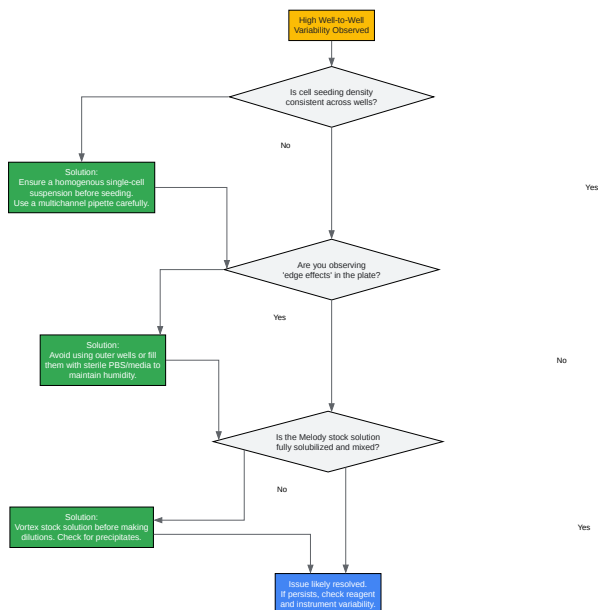 High Well-to-Well
Variability Observed
Is cell seeding density
consistent across wells?
No
Yes
Solution:
Ensure a homogenous single-cell
suspension before seeding.
Use a multichannel pipette carefully.
Are you observing
'edge effects' in the plate?
Yes
No
Solution:
Avoid using outer wells or fill
them with sterile PBS/media to
maintain humidity.
Is the Melody stock solution
fully solubilized and mixed?
No
Yes
Solution:
Vortex stock solution before making
dilutions. Check for precipitates.
Issue likely resolved.
If persists, check reagent
and instrument variability.